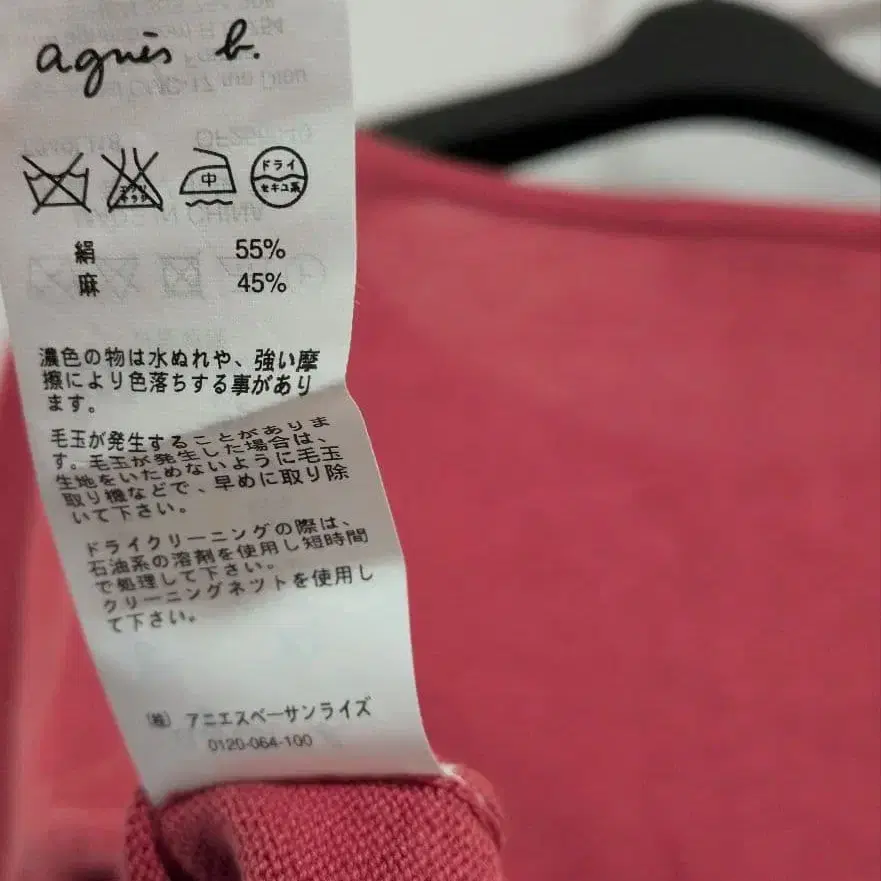 agnès b.
中
ドライ
セキユ系
絹 55%
麻 45%
濃色の物は水ぬれや、強い摩
擦により色落ちする事があり
ます。
毛玉が発生することがありま
す。毛玉が発生した場合は、
生地をいためないように毛玉
取り機などで、早めに取り除
いて下さい。
ドライクリーニングの際は、
石油系の溶剤を使用し短時間
で処理して下さい。
クリーニングネットを使用し
て下さい。
㈱ アニエスベーサンライズ
0120-064-100